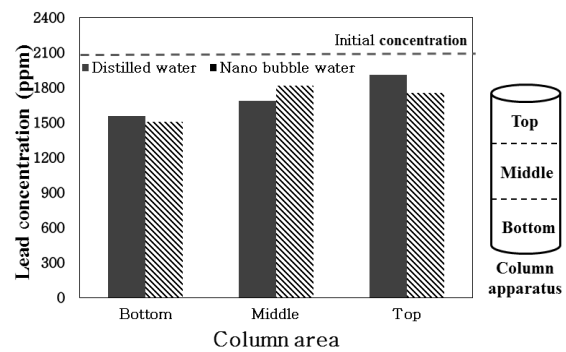 2400
2100
1800
1500
1200
900
600
300
0
Lead concentration (ppm)
Initial concentration
Distilled water Nano bubble water
Bottom Middle Top
Column area
Top
Middle
Bottom
Column
apparatus